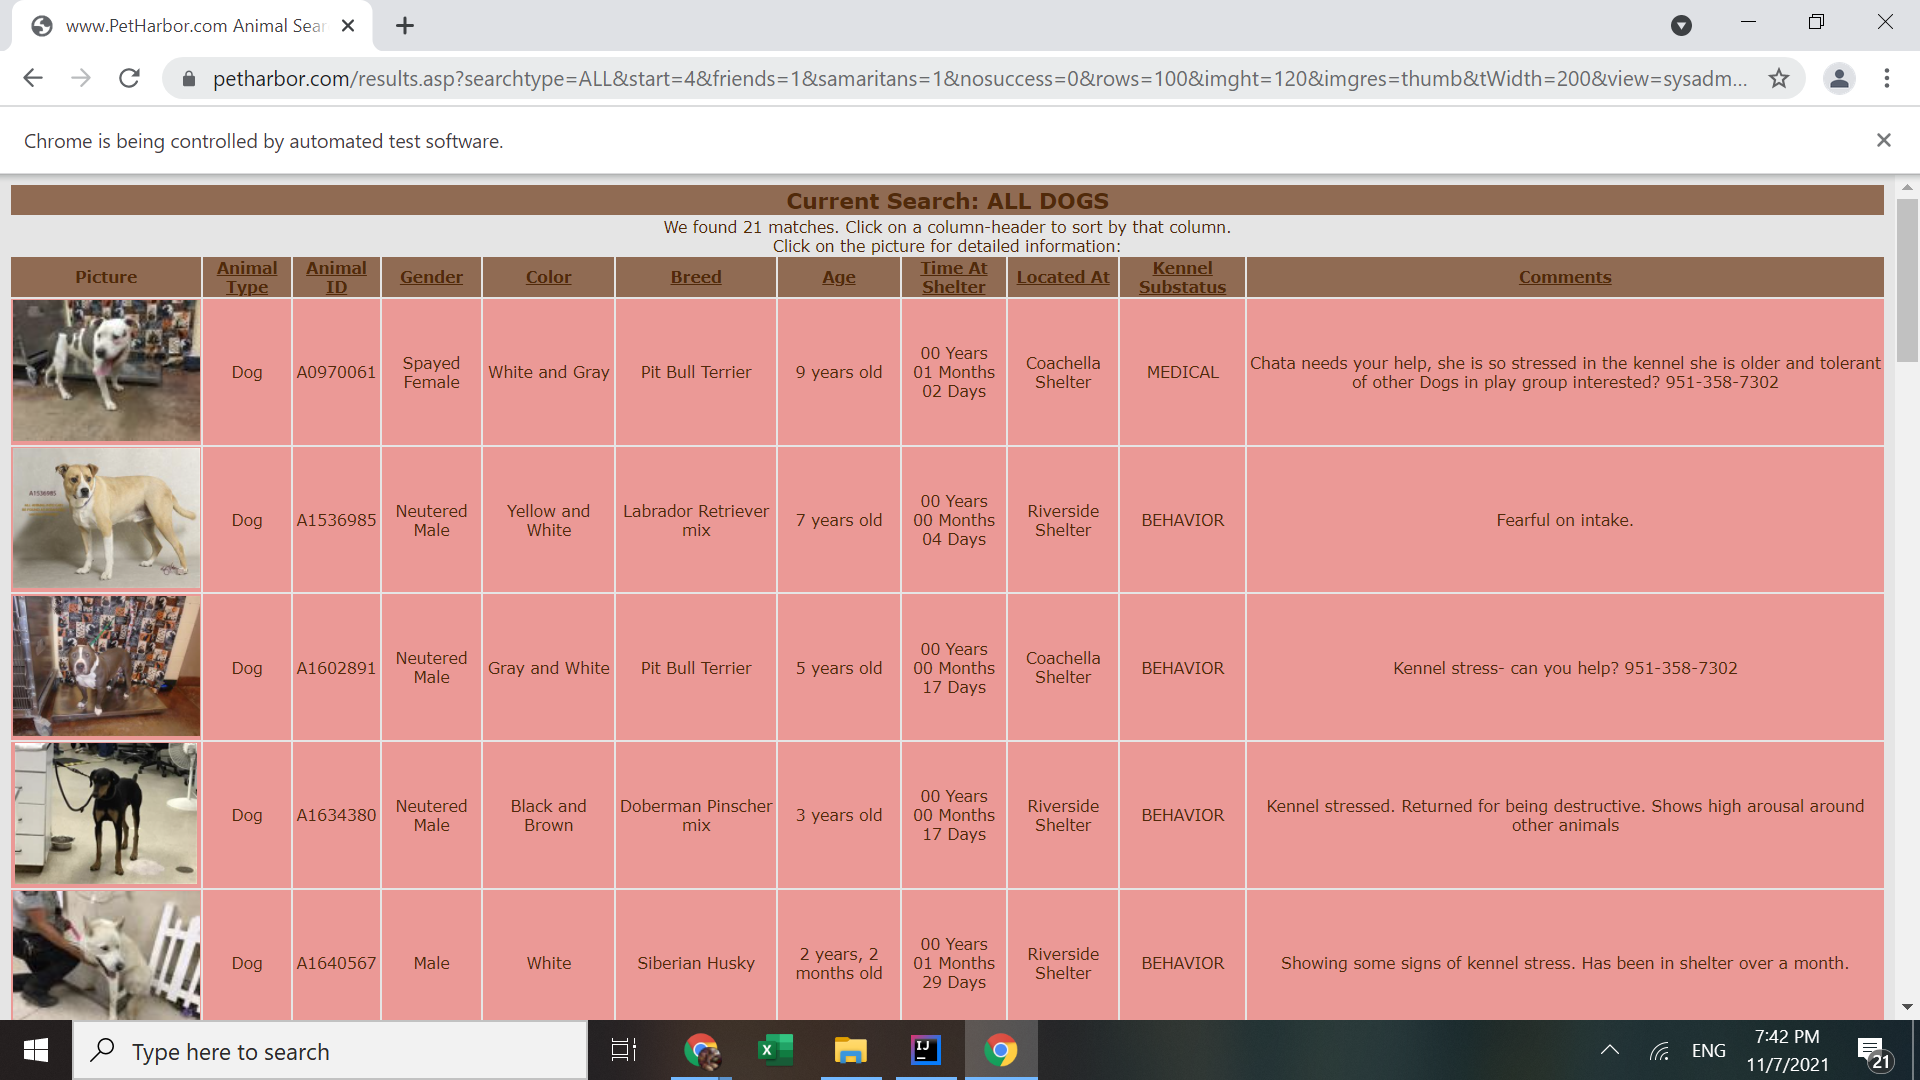 www.PetHarbor.com Animal Sear
petharbor.com/results.asp?searchtype=ALL&start=4&friends=1&samaritans=1&nosuccess=0&rows=100&imght=120&imgres=thumb&tWidth=200&view=sysadm...
Chrome is being controlled by automated test software.
Current Search: ALL DOGS
We found 21 matches. Click on a column-header to sort by that column.
Click on the picture for detailed information:
Picture Animal Type Animal ID Gender Color Breed Age Time At Shelter Located At Kennel Substatus Comments
Dog A0970061 Spayed Female White and Gray Pit Bull Terrier 9 years old 00 Years 01 Months 02 Days Coachella Shelter MEDICAL Chata needs your help, she is so stressed in the kennel she is older and tolerant of other Dogs in play group interested? 951-358-7302
A1536985
Dog A1536985 Neutered Male Yellow and White Labrador Retriever mix 7 years old 00 Years 00 Months 04 Days Riverside Shelter BEHAVIOR Fearful on intake.
Dog A1602891 Neutered Male Gray and White Pit Bull Terrier 5 years old 00 Years 00 Months 17 Days Coachella Shelter BEHAVIOR Kennel stress- can you help? 951-358-7302
Dog A1634380 Neutered Male Black and Brown Doberman Pinscher mix 3 years old 00 Years 00 Months 17 Days Riverside Shelter BEHAVIOR Kennel stressed. Returned for being destructive. Shows high arousal around other animals
Dog A1640567 Male White Siberian Husky 2 years, 2 months old 00 Years 01 Months 29 Days Riverside Shelter BEHAVIOR Showing some signs of kennel stress. Has been in shelter over a month.
Type here to search
X
IJ
ENG
7:42 PM
11/7/2021
21